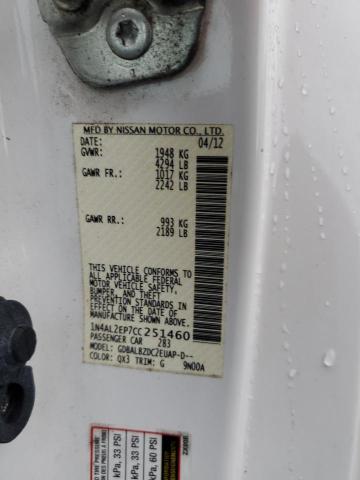 MFD BY NISSAN MOTOR CO., LTD.
DATE: 04/12
GVWR: 1948 KG
4294 LB
GAWR FR: 1017 KG
2242 LB
GAWR RR: 993 KG
2189 LB
THIS VEHICLE CONFORMS TO
ALL APPLICABLE FEDERAL
MOTOR VEHICLE SAFETY,
BUMPER, AND THEFT
PREVENTION STANDARDS
IN EFFECT ON THE DATE OF
MANUFACTURE SHOWN ABOVE.
1N4AL2EP7CC251460
PASSENGER CAR 283
MODEL: GDBALBZDCZEUAP-D--
COLOR: QX3 TRIM: G 9N00A
kPa, 33 PSI
kPa, 33 PSI
kPa, 60 PSI